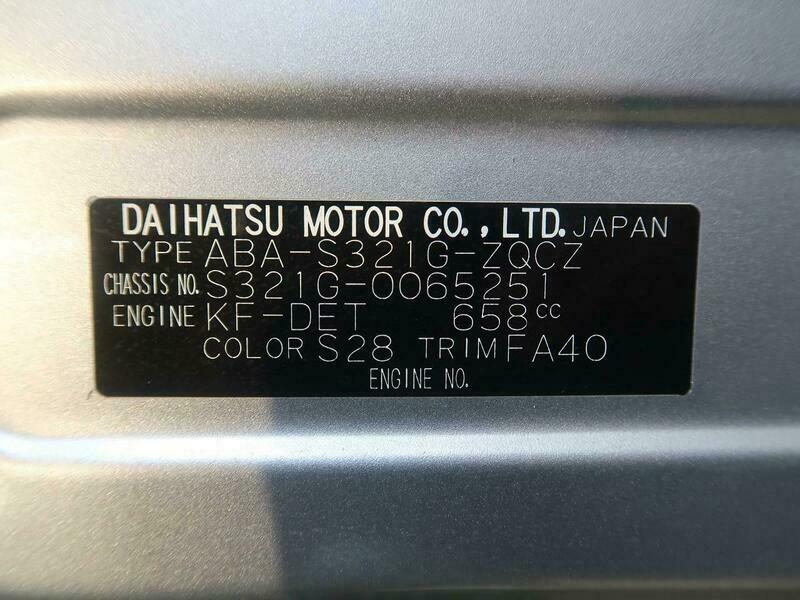 DAIHATSU MOTOR CO., LTD. JAPAN
TYPE ABA-S321G-ZQCZ
CHASSIS NO. S321G-0065251
ENGINE KF-DET 658cc
COLOR S28 TRIM FA40
ENGINE NO.